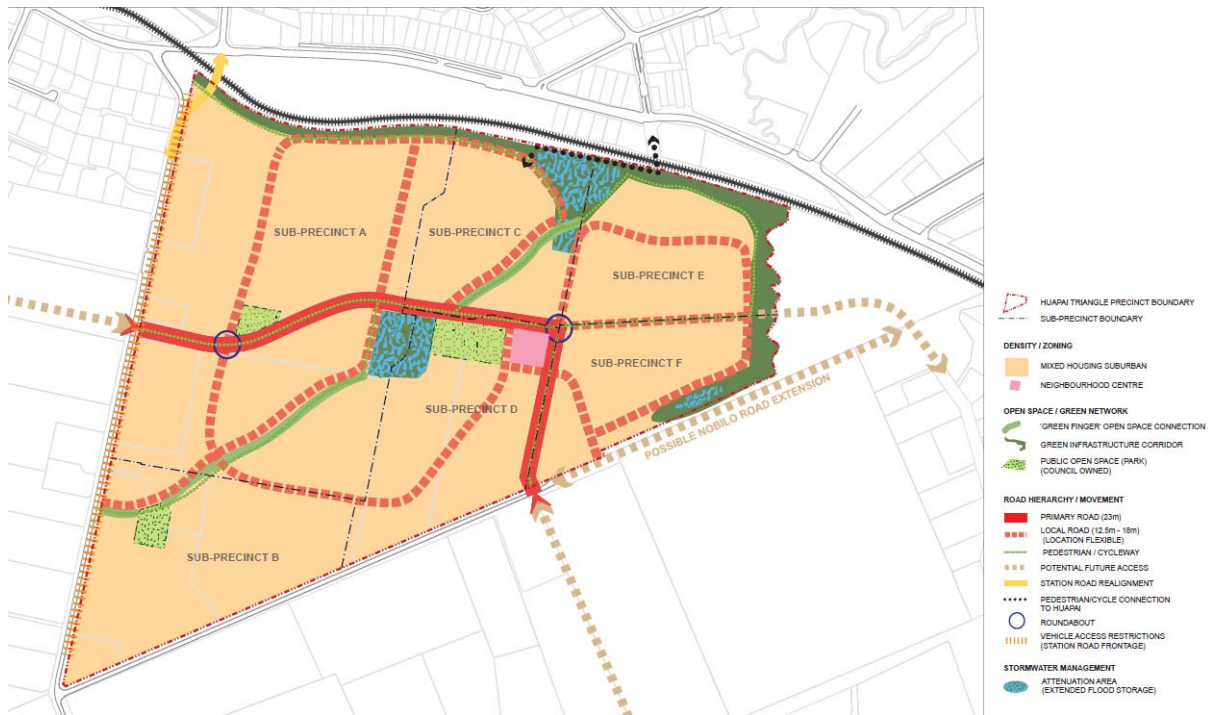 SUB-PRECINCT A
SUB-PRECINCT C
SUB-PRECINCT E
SUB-PRECINCT F
SUB-PRECINCT D
POSSIBLE NOBILO ROAD EXTENSION
SUB-PRECINCT B
HUAPAI TRIANGLE PRECINCT BOUNDARY
SUB-PRECINCT BOUNDARY
DENSITY / ZONING
MIXED HOUSING SUBURBAN
NEIGHBOURHOOD CENTRE
OPEN SPACE / GREEN NETWORK
'GREEN FINGER' OPEN SPACE CONNECTION
GREEN INFRASTRUCTURE CORRIDOR
PUBLIC OPEN SPACE (PARK)
(COUNCIL OWNED)
ROAD HIERARCHY / MOVEMENT
PRIMARY ROAD (23m)
LOCAL ROAD (12.5m - 18m)
(LOCATION FLEXIBLE)
PEDESTRIAN / CYCLEWAY
POTENTIAL FUTURE ACCESS
STATION ROAD REALIGNMENT
PEDESTRIAN/CYCLE CONNECTION
TO HUAPAI
ROUNDABOUT
VEHICLE ACCESS RESTRICTIONS
(STATION ROAD FRONTAGE)
STORMWATER MANAGEMENT
ATTENUATION AREA
(EXTENDED FLOOD STORAGE)